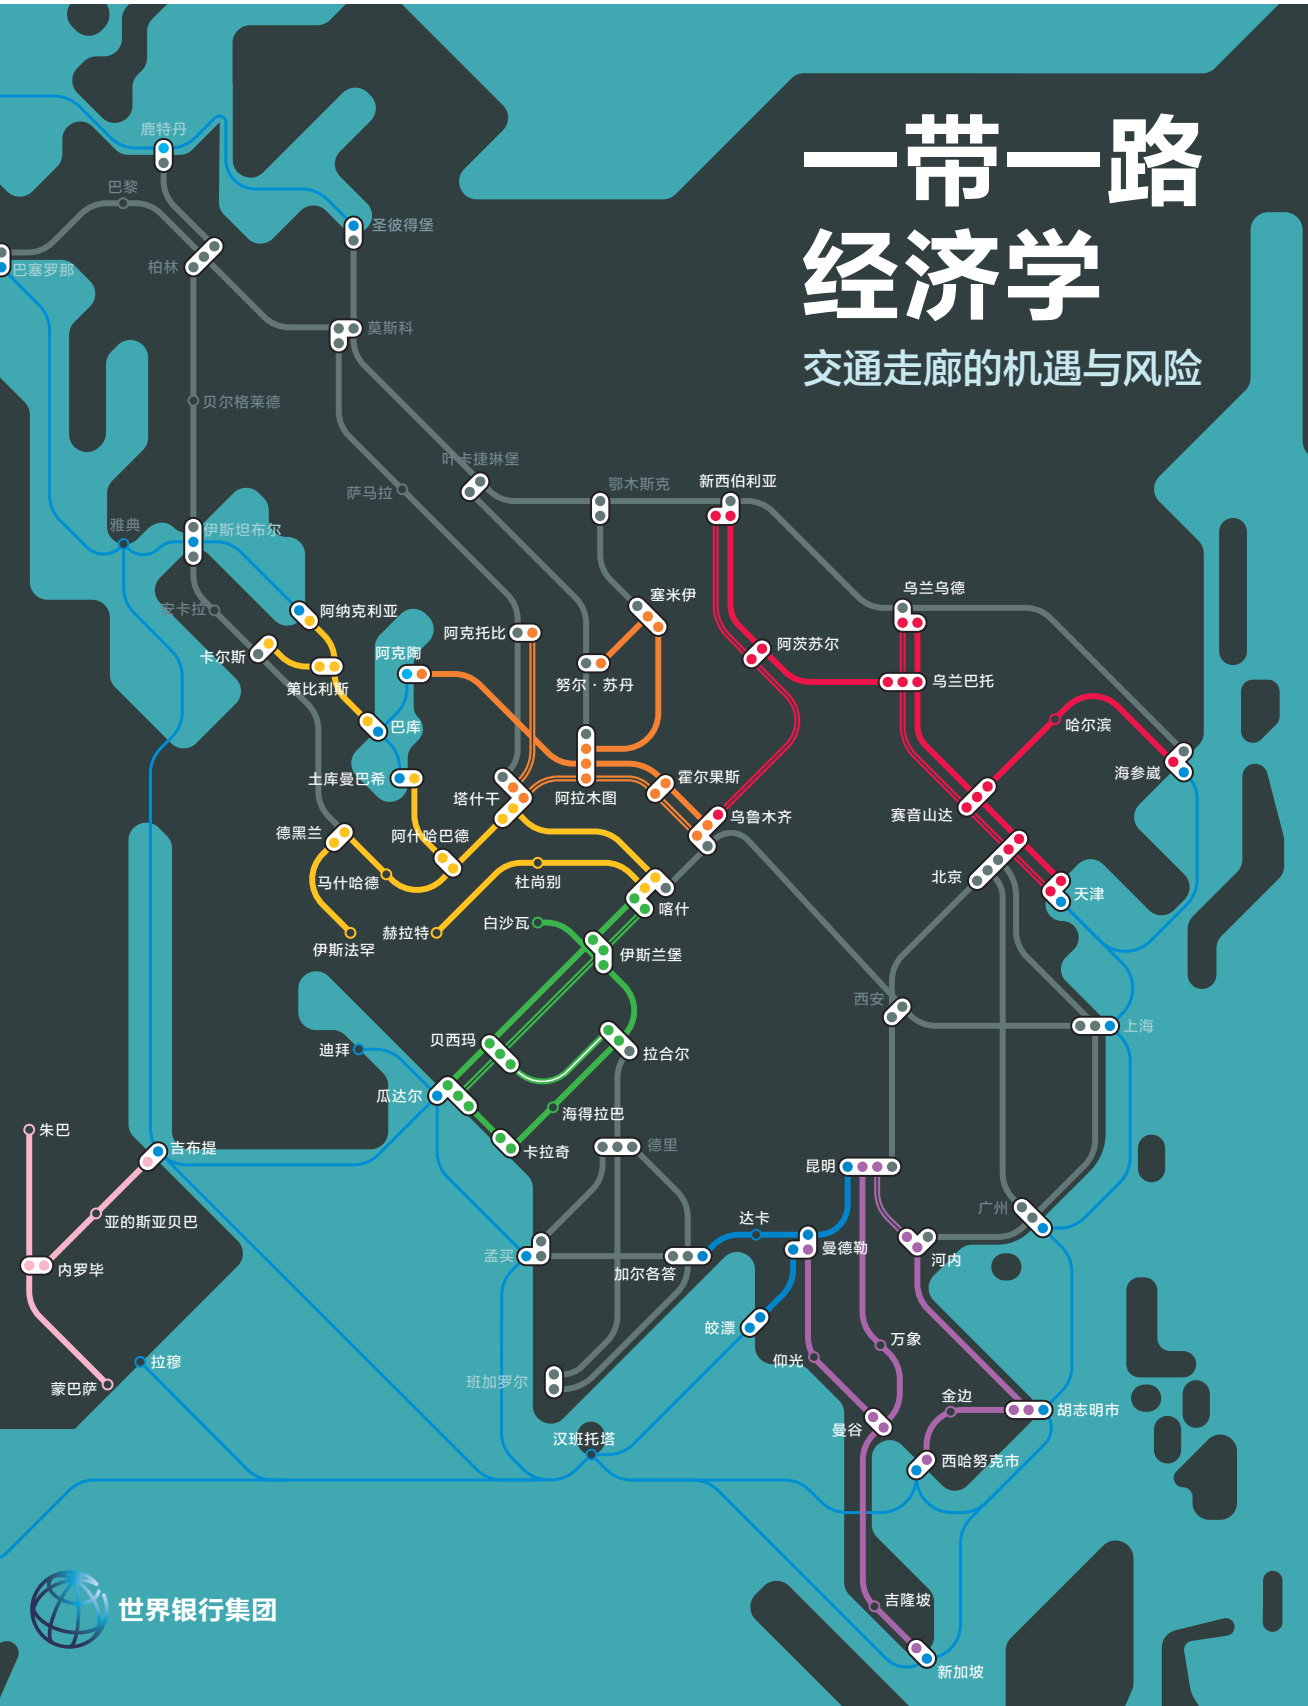 一带一路
经济学
交通走廊的机遇与风险
鹿特丹
巴黎
圣彼得堡
柏林
巴塞罗那
莫斯科
贝尔格莱德
叶卡捷琳堡
萨马拉
鄂木斯克
新西伯利亚
雅典
伊斯坦布尔
安卡拉
阿纳克利亚
卡尔斯
第比利斯
阿克托比
阿克陶
塞米伊
努尔·苏丹
阿茨苏尔
乌兰乌德
乌兰巴托
哈尔滨
海参崴
巴库
土库曼巴希
塔什干
阿拉木图
霍尔果斯
乌鲁木齐
赛音山达
德黑兰
阿什哈巴德
马什哈德
杜尚别
北京
天津
喀什
白沙瓦
赫拉特
伊斯法罕
伊斯兰堡
西安
上海
迪拜
贝西玛
拉合尔
瓜达尔
海得拉巴
卡拉奇
德里
朱巴
吉布提
昆明
广州
亚的斯亚贝巴
达卡
曼德勒
河内
内罗毕
孟买
加尔各答
皎漂
万象
仰光
拉穆
蒙巴萨
班加罗尔
金边
胡志明市
曼谷
汉班托塔
西哈努克市
吉隆坡
新加坡
世界银行集团